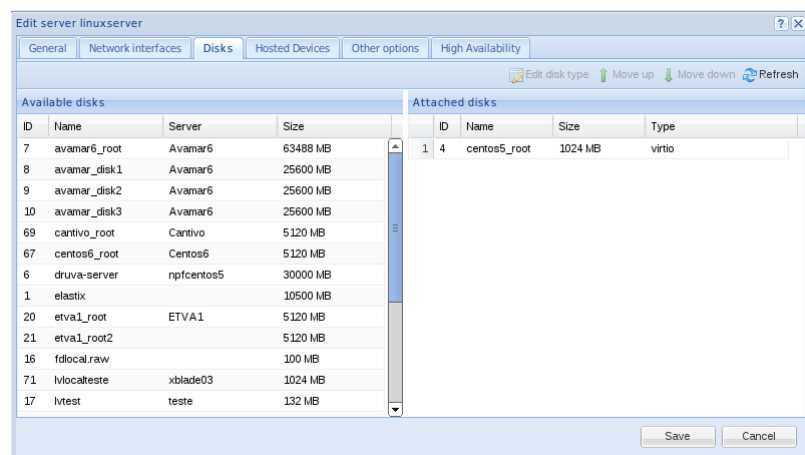 Edit server linuxserver
General Network interfaces Disks Hosted Devices Other options High Availability
Edit disk type Move up Move down Refresh
Available disks
ID Name Server Size
7 avamar6_root Avamar6 63488 MB
8 avamar_disk1 Avamar6 25600 MB
9 avamar_disk2 Avamar6 25600 MB
10 avamar_disk3 Avamar6 25600 MB
69 cantivo_root Cantivo 5120 MB
67 centos6_root Centos6 5120 MB
6 druva-server npfcentos5 30000 MB
1 elastix 10500 MB
20 etva1_root ETVA1 5120 MB
21 etva1_root2 5120 MB
16 fdlocal.raw 100 MB
71 lvlocalteste xblade03 1024 MB
17 lvtest teste 132 MB
Attached disks
ID Name Size Type
1 4 centos5_root 1024 MB virtio
Save Cancel